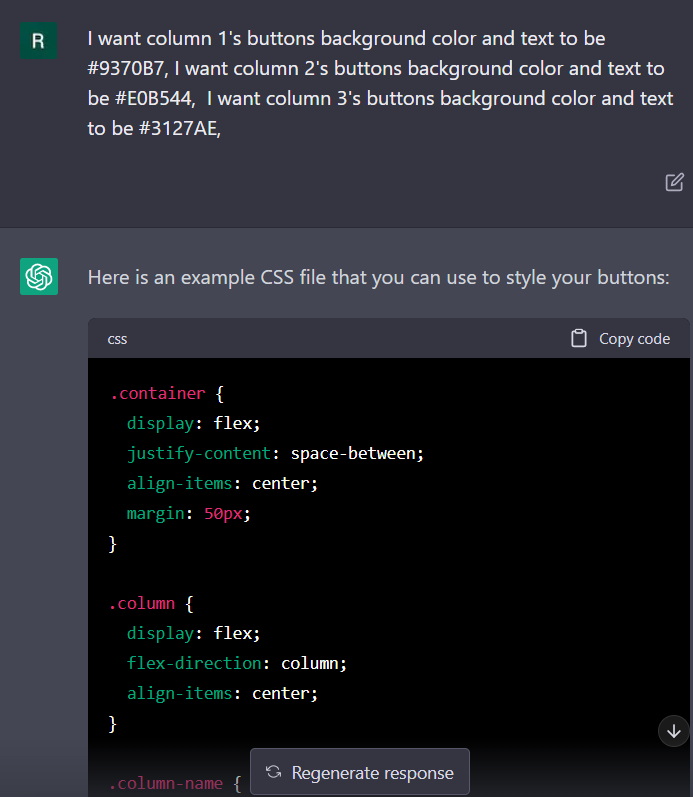 R
I want column 1's buttons background color and text to be
#9370B7, I want column 2's buttons background color and text to
be #E0B544,  I want column 3's buttons background color and text
to be #3127AE,
Here is an example CSS file that you can use to style your buttons:
css
Copy code
.container {
  display: flex;
  justify-content: space-between;
  align-items: center;
  margin: 50px;
}
.column {
  display: flex;
  flex-direction: column;
  align-items: center;
}
.column-name {
Regenerate response